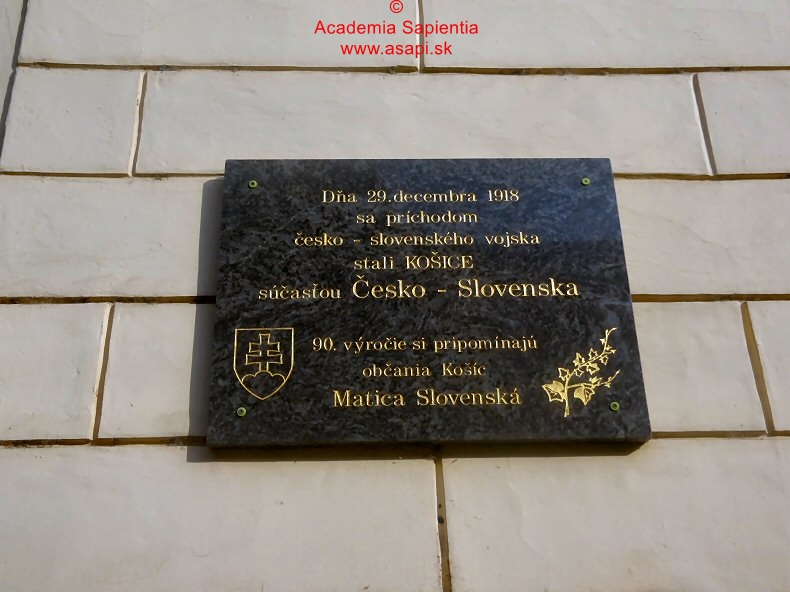 ©
Academia Sapientia
www.asapi.sk
Dňa 29.decembra 1918
sa príchodom
česko - slovenského vojska
stali KOŠICE
súčasťou Česko - Slovenska
90. výročie si pripomínajú
občania Košíc
Matica Slovenská